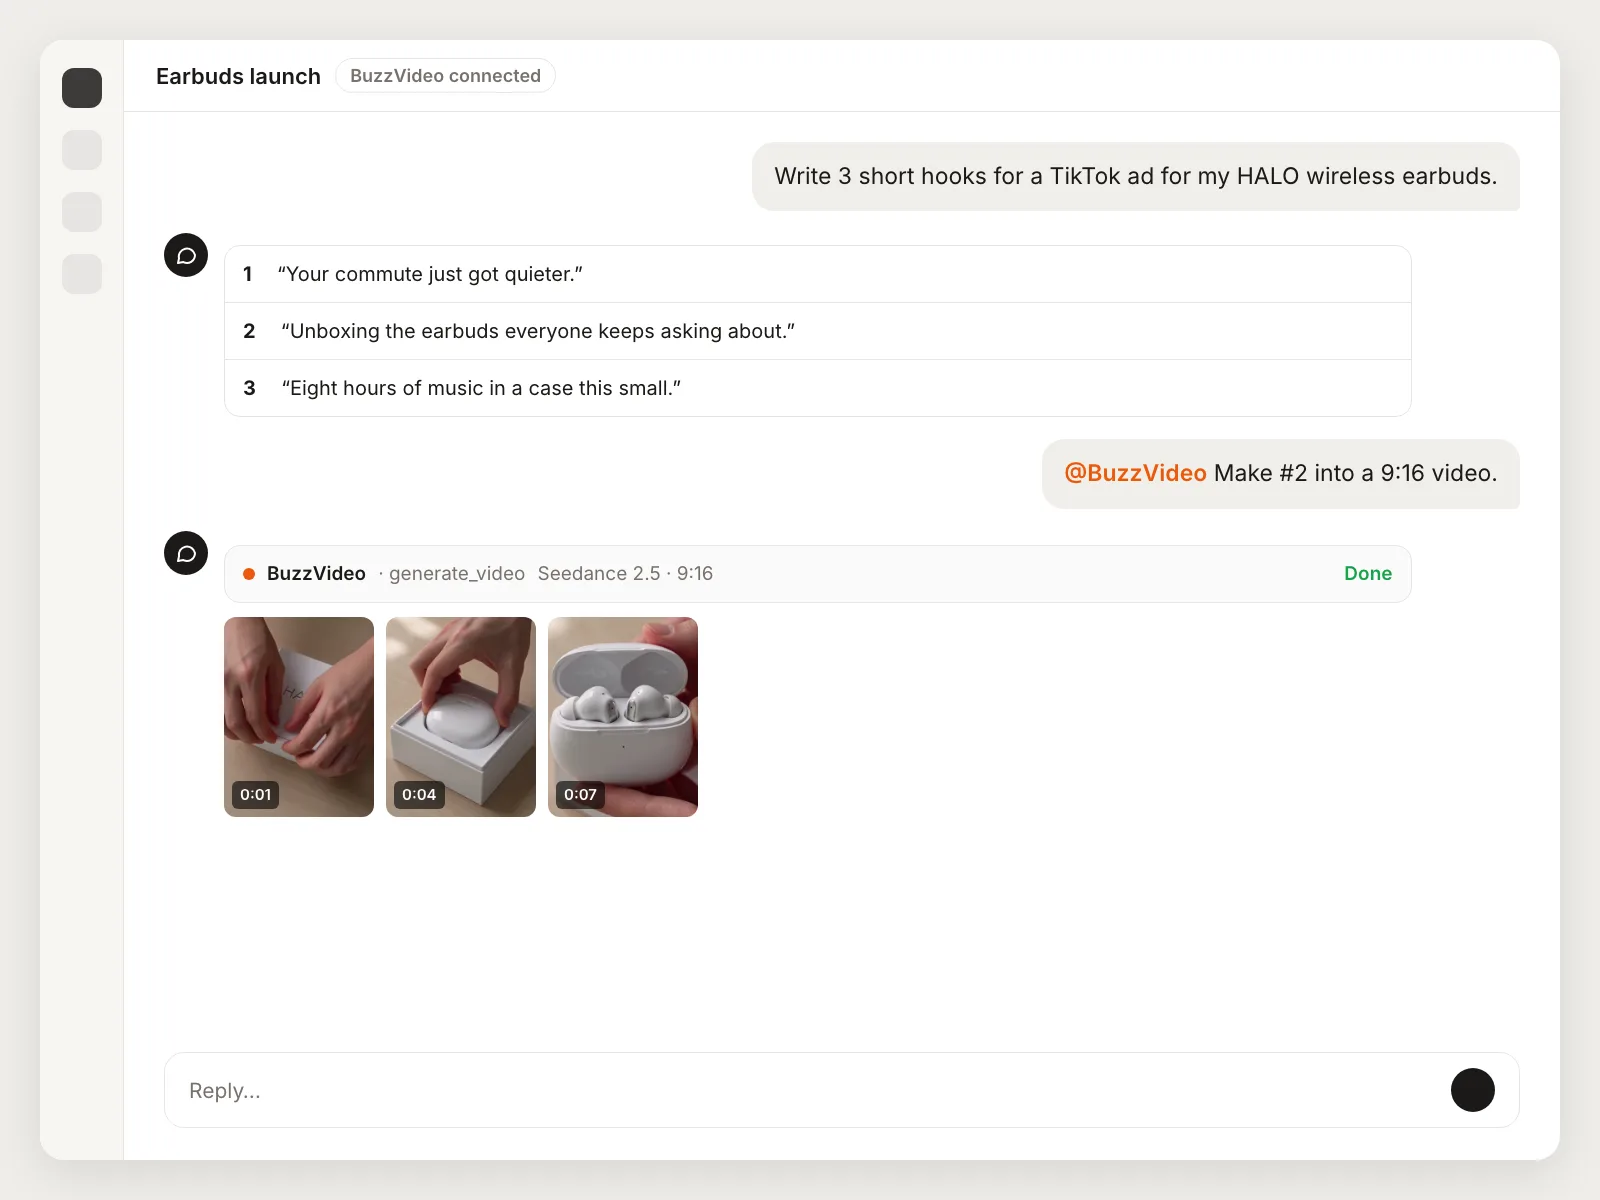 Earbuds launch BuzzVideo connected
Write 3 short hooks for a TikTok ad for my HALO wireless earbuds.
1 “Your commute just got quieter.”
2 “Unboxing the earbuds everyone keeps asking about.”
3 “Eight hours of music in a case this small.”
@BuzzVideo Make #2 into a 9:16 video.
BuzzVideo · generate_video Seedance 2.5 · 9:16 Done
HA
0:01 0:04 0:07
Reply...